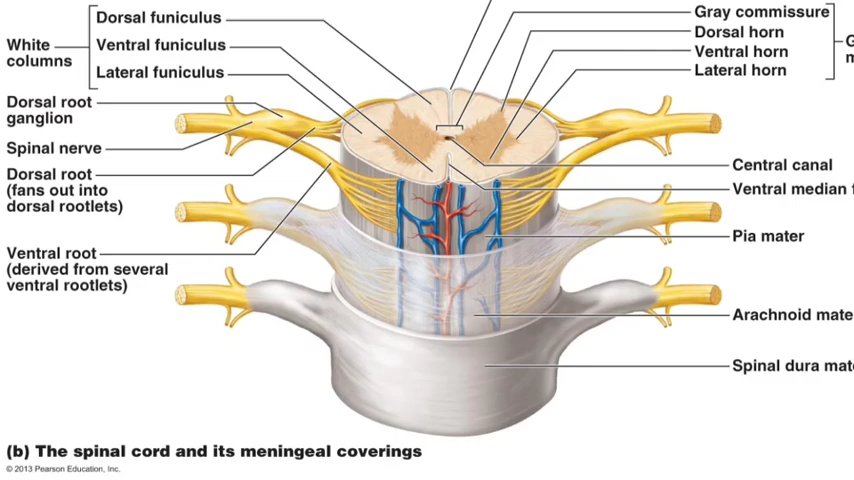 Dorsal funiculus
White
columns
Ventral funiculus
Lateral funiculus
Dorsal root
ganglion
Spinal nerve
Dorsal root
(fans out into
dorsal rootlets)
Ventral root
(derived from several
ventral rootlets)
Gray commissure
Dorsal horn
Ventral horn
Lateral horn
G
m
Central canal
Ventral median f
Pia mater
Arachnoid mate
Spinal dura mat
(b) The spinal cord and its meningeal coverings
© 2013 Pearson Education, Inc.